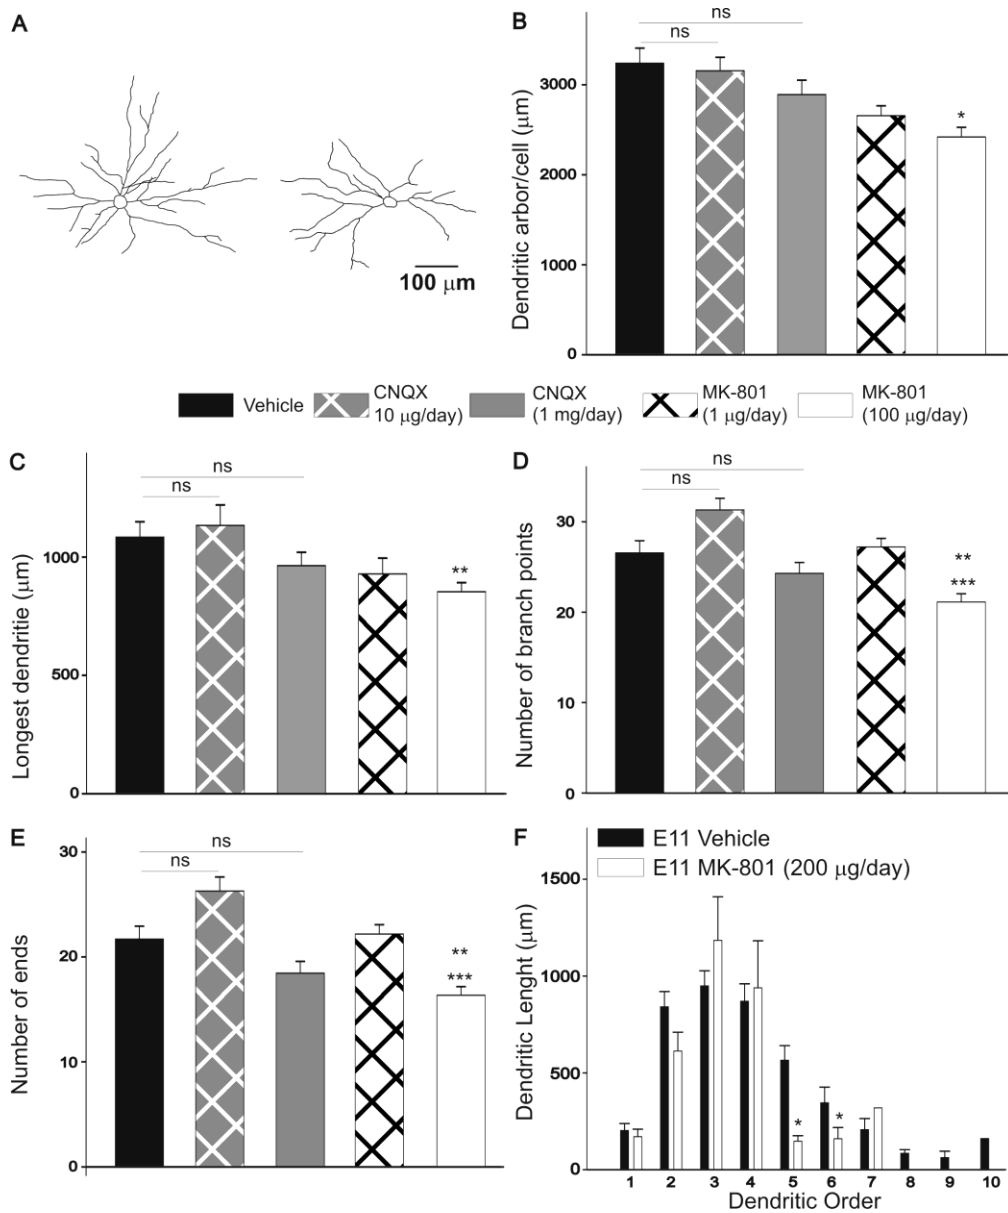 A
100 μm
B
Dendritic arbor/cell (μm)
3000
2000
1000
0
ns
ns
*
Vehicle
CNQX
10 μg/day)
CNQX
(1 mg/day)
MK-801
(1 μg/day)
MK-801
(100 μg/day)
C
Longest dendritie (μm)
1000
500
0
ns
ns
**
D
Number of branch points
30
20
10
0
ns
ns
**
***
E
Number of ends
30
20
10
0
ns
ns
**
***
F
E11 Vehicle
E11 MK-801 (200 μg/day)
Dendritic Lenght (μm)
1500
1000
500
0
*
*
1 2 3 4 5 6 7 8 9 10
Dendritic Order